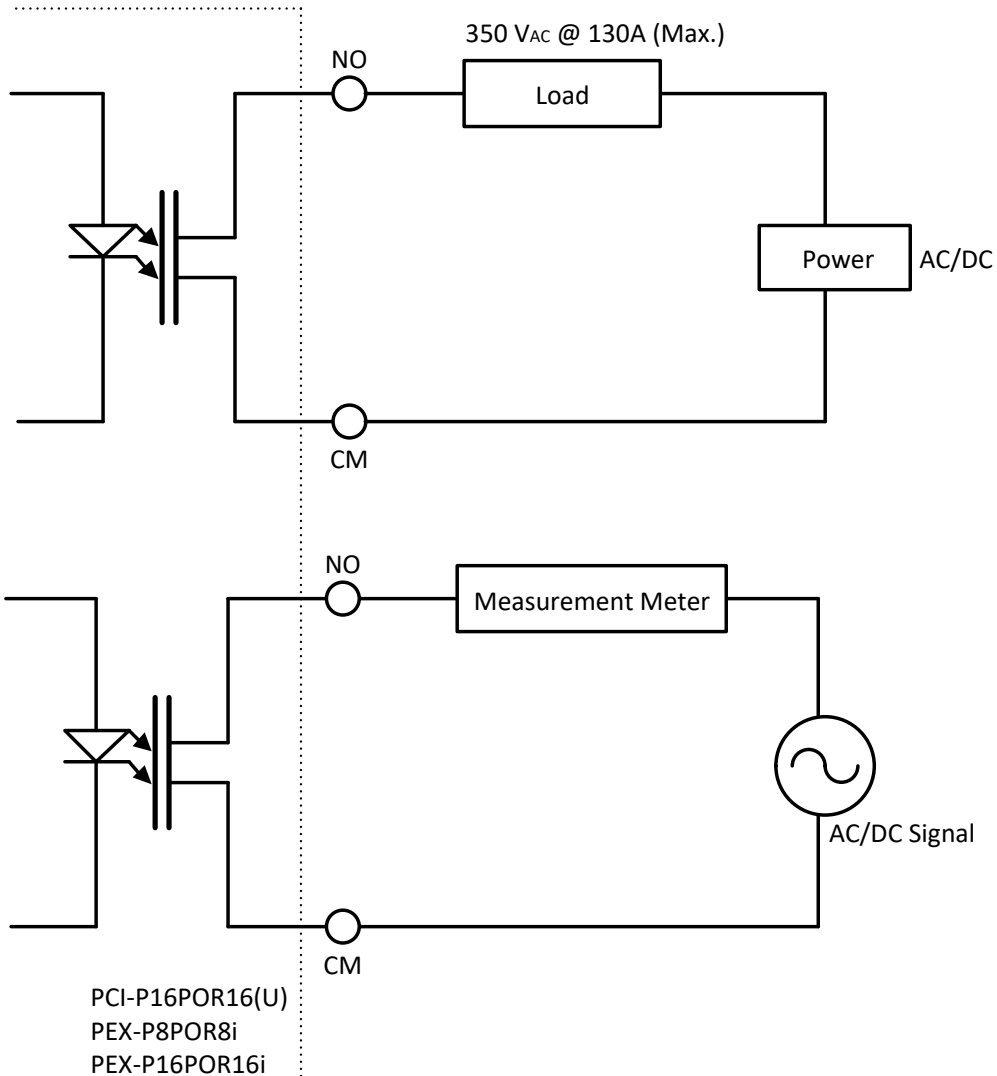 350 VAC @ 130A (Max.)
NO
Load
Power
AC/DC
CM
NO
Measurement Meter
AC/DC Signal
CM
PCI-P16POR16(U)
PEX-P8POR8i
PEX-P16POR16i